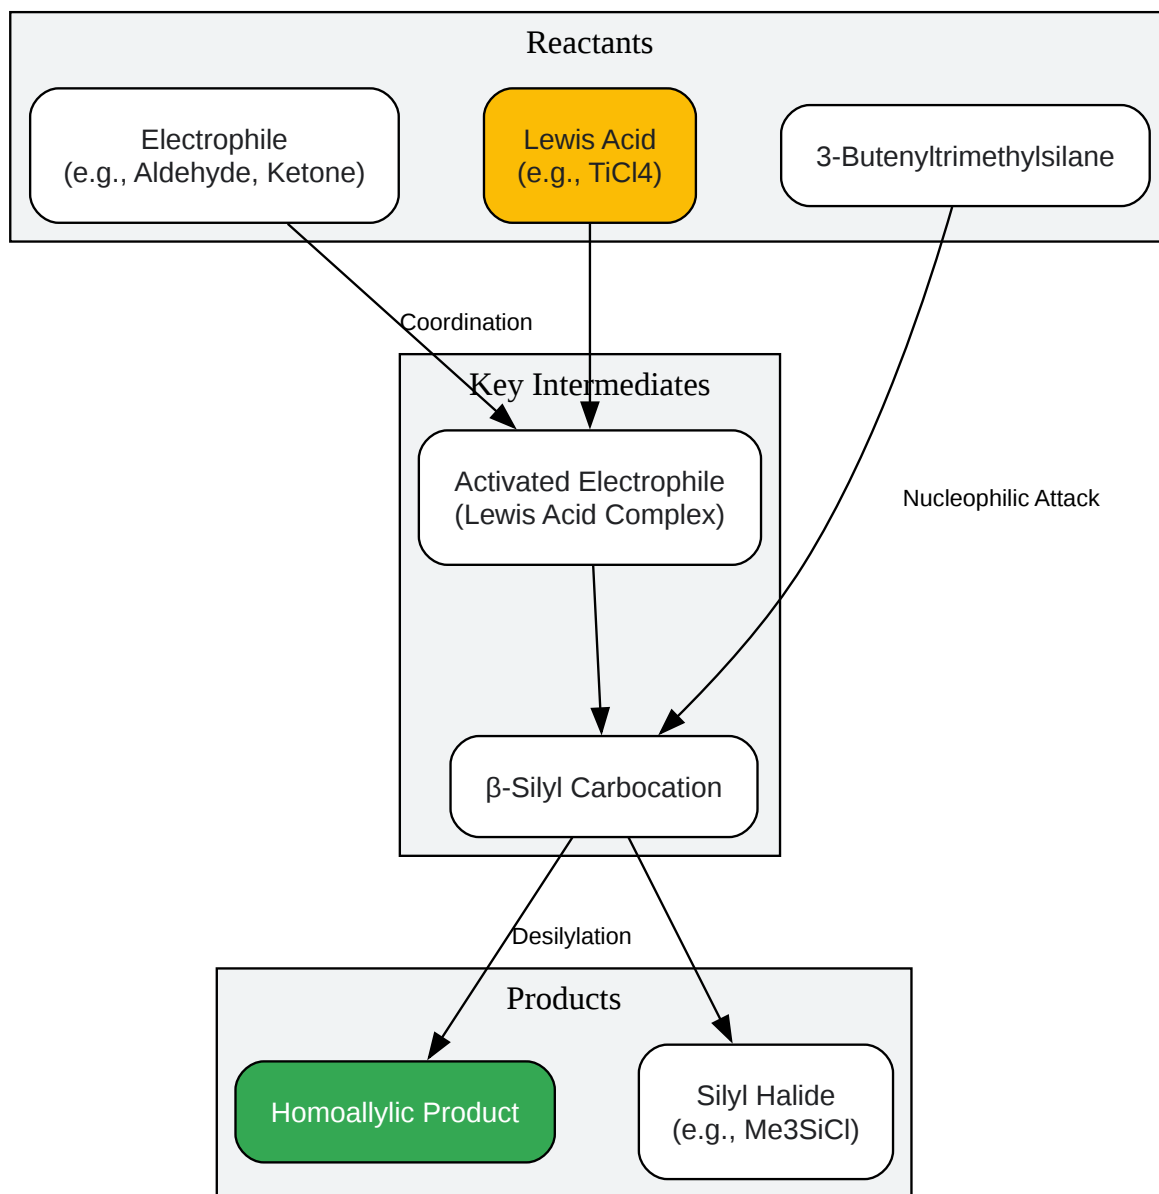 Reactants
Electrophile
(e.g., Aldehyde, Ketone)
Lewis Acid
(e.g., TiCl4)
3-Butenyltrimethylsilane
Coordination
Key Intermediates
Activated Electrophile
(Lewis Acid Complex)
Nucleophilic Attack
β-Silyl Carbocation
Desilylation
Products
Homoallylic Product
Silyl Halide
(e.g., Me3SiCl)